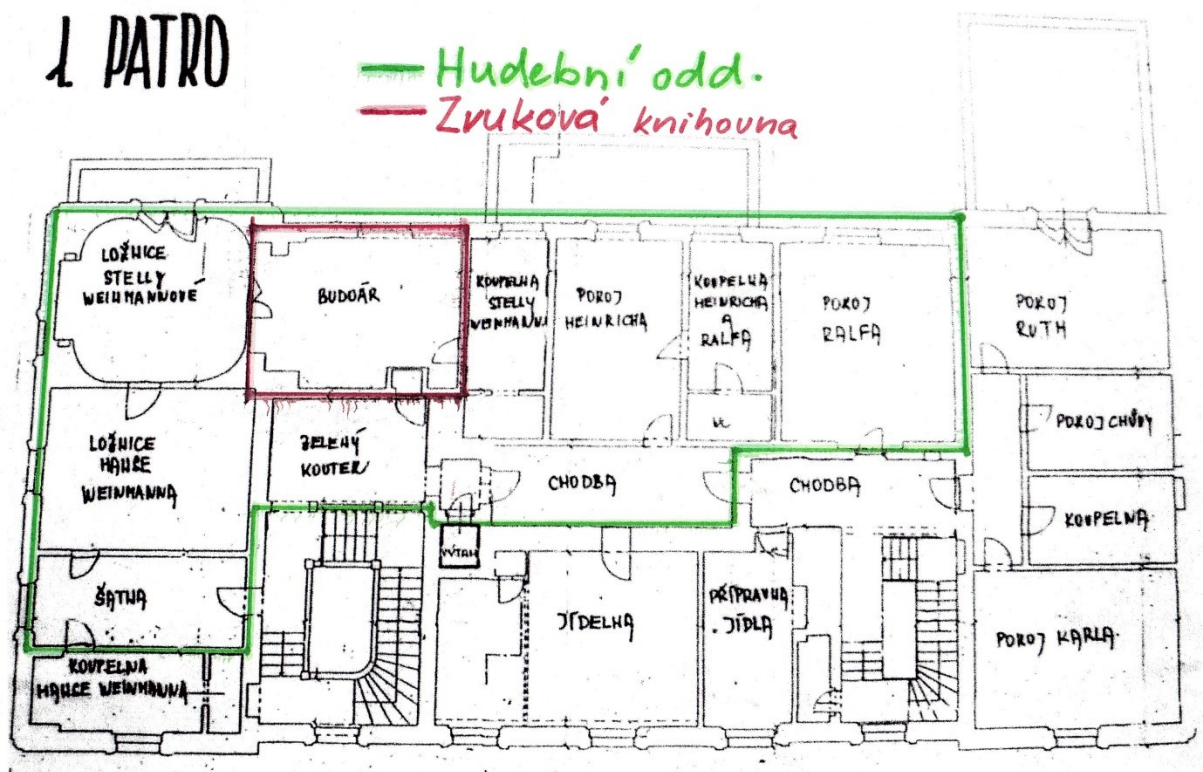 1 PATRO
Hudební odd.
Zvuková knihovna
LOŽNICE
STELLY
WEINMANNOVÉ
BUDOÁR
KOUPELNA
STELLY
WEINMANN.
POKOJ
HEINRICHA
KOUPELNA
HEINRICHA
A
RALFA
POKOJ
RALFA
POKOJ
RUTH
LOŽNICE
HANSE
WEINMANNA
ZELENÝ
KOUTEK
WC
POKOJ CHŮVY
CHODBA
CHODBA
KOUPELNA
VÝTAH
ŠATNA
JÍDELNA
PŘÍPRAVNA
JÍDLA
POKOJ KARLA
KOUPELNA
HANSE WEINMANNA